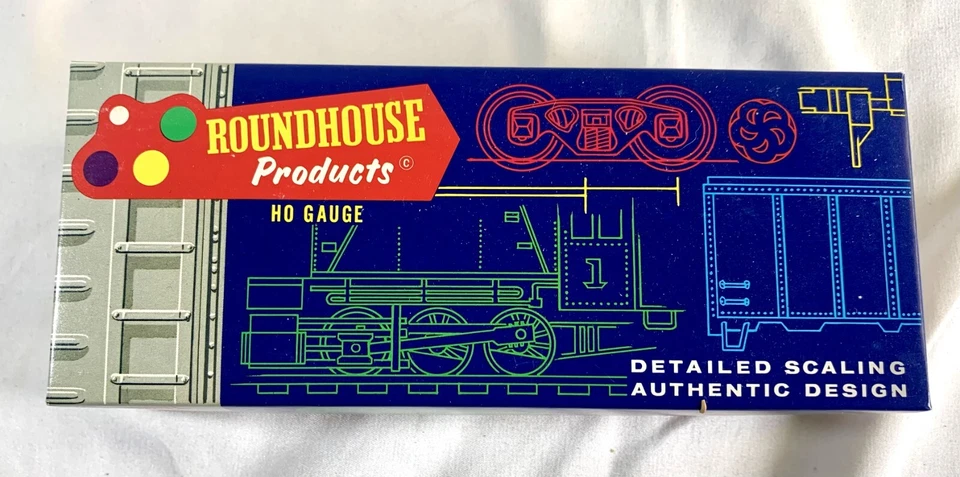 ROUNDHOUSE
Products ©
HO GAUGE
1
DETAILED SCALING
AUTHENTIC DESIGN